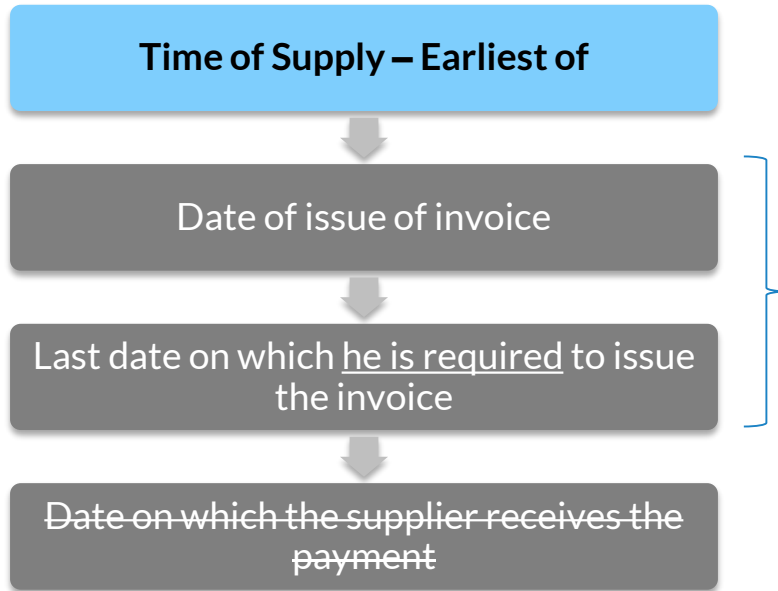 Time of Supply – Earliest of
Date of issue of invoice
Last date on which he is required to issue
the invoice
Date on which the supplier receives the
payment